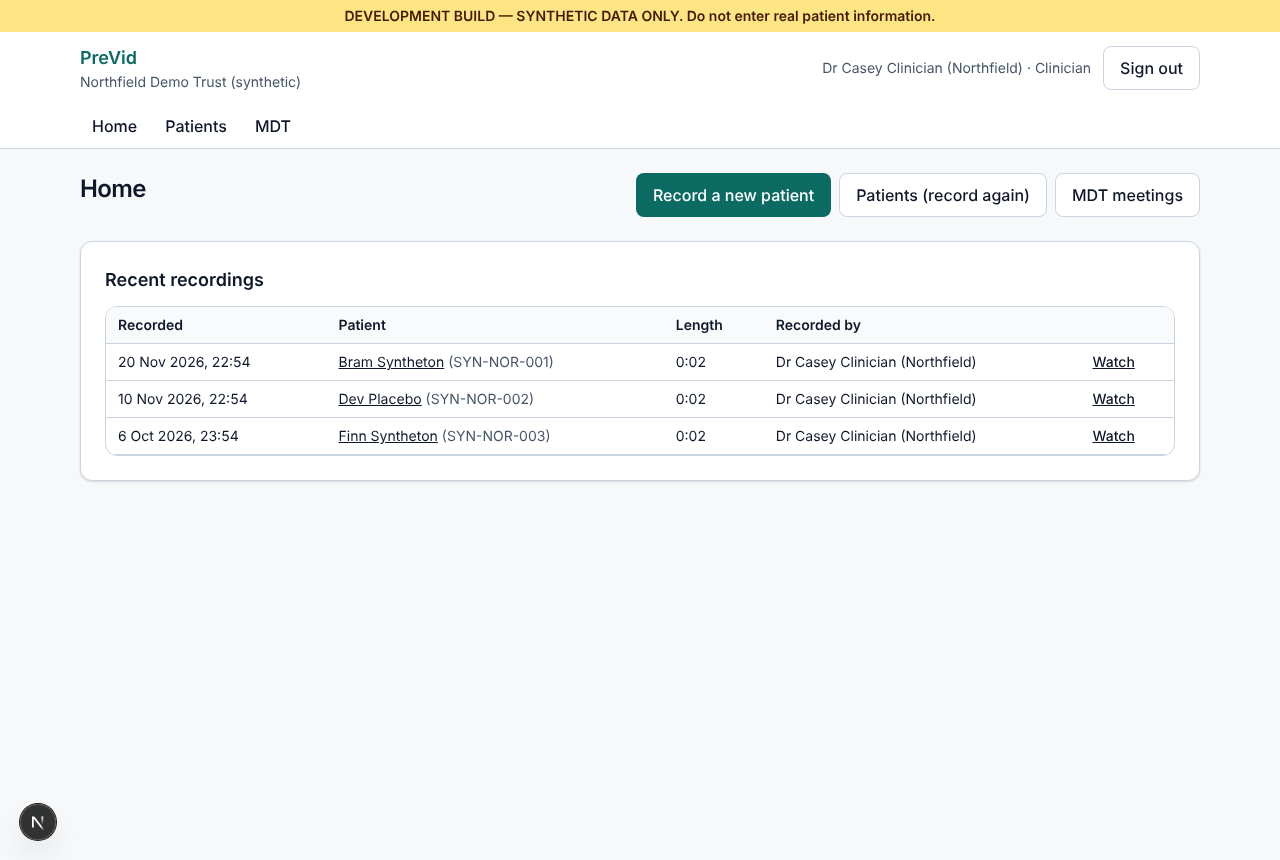 DEVELOPMENT BUILD — SYNTHETIC DATA ONLY. Do not enter real patient information.
PreVid
Northfield Demo Trust (synthetic)
Dr Casey Clinician (Northfield) · Clinician
Sign out
Home Patients MDT
Home
Record a new patient
Patients (record again)
MDT meetings
Recent recordings
Recorded Patient Length Recorded by
20 Nov 2026, 22:54 Bram Syntheton (SYN-NOR-001) 0:02 Dr Casey Clinician (Northfield) Watch
10 Nov 2026, 22:54 Dev Placebo (SYN-NOR-002) 0:02 Dr Casey Clinician (Northfield) Watch
6 Oct 2026, 23:54 Finn Syntheton (SYN-NOR-003) 0:02 Dr Casey Clinician (Northfield) Watch
N